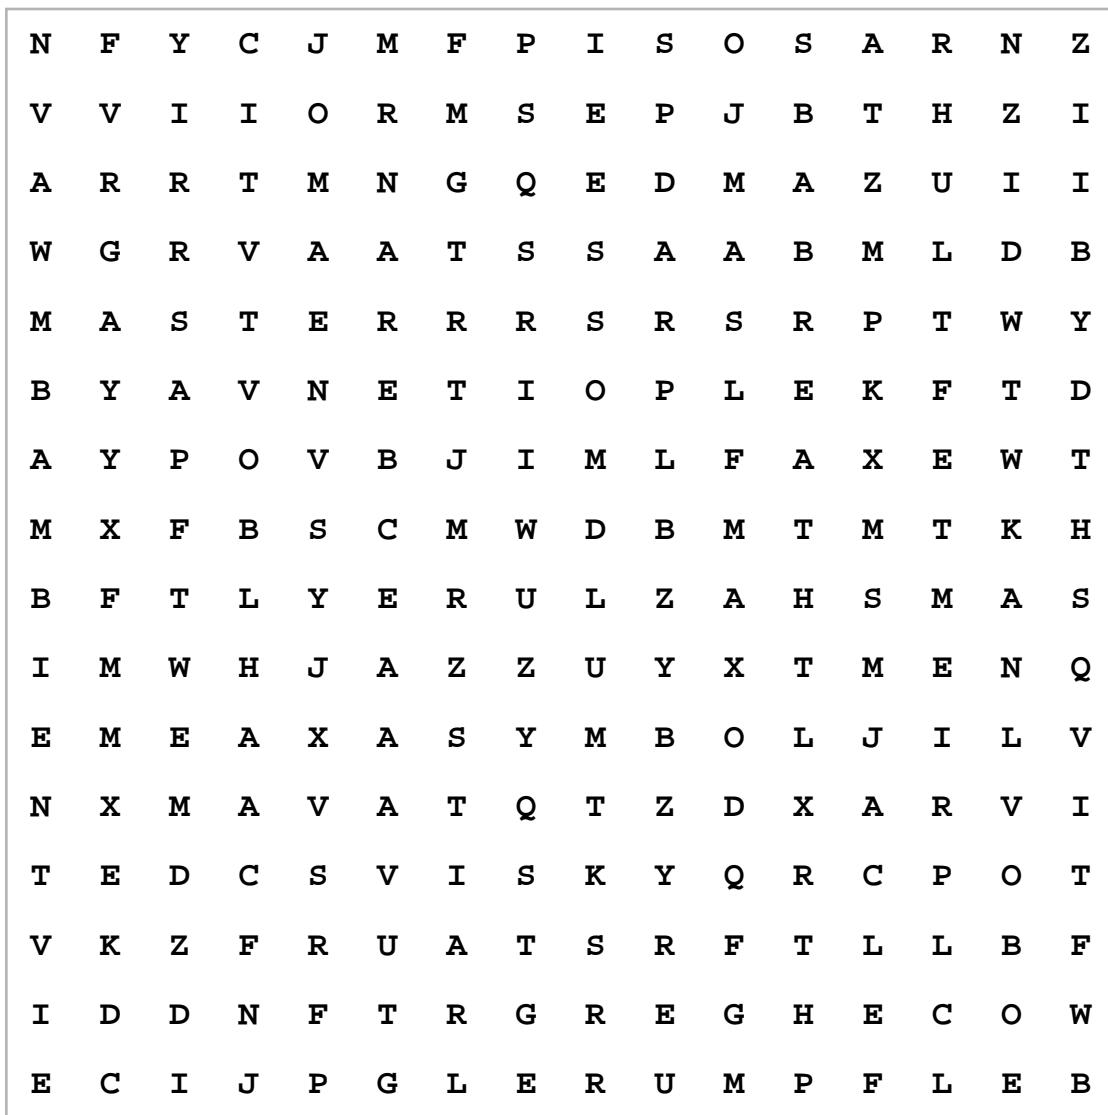 N F Y C J M F P I S O S A R N Z
V V I I O R M S E P J B T H Z I
A R R T M N G Q E D M A Z U I I
W G R V A A T S S A A B M L D B
M A S T E R R R S R S R P T W Y
B Y A V N E T I O P L E K F T D
A Y P O V B J I M L F A X E W T
M X F B S C M W D B M T M T K H
B F T L Y E R U L Z A H S M A S
I M W H J A Z Z U Y X T M E N Q
E M E A X A S Y M B O L J I L V
N X M A V A T Q T Z D X A R V I
T E D C S V I S K Y Q R C P O T
V K Z F R U A T S R F T L L B F
I D D N F T R G R E G H E C O W
E C I J P G L E R U M P F L E B